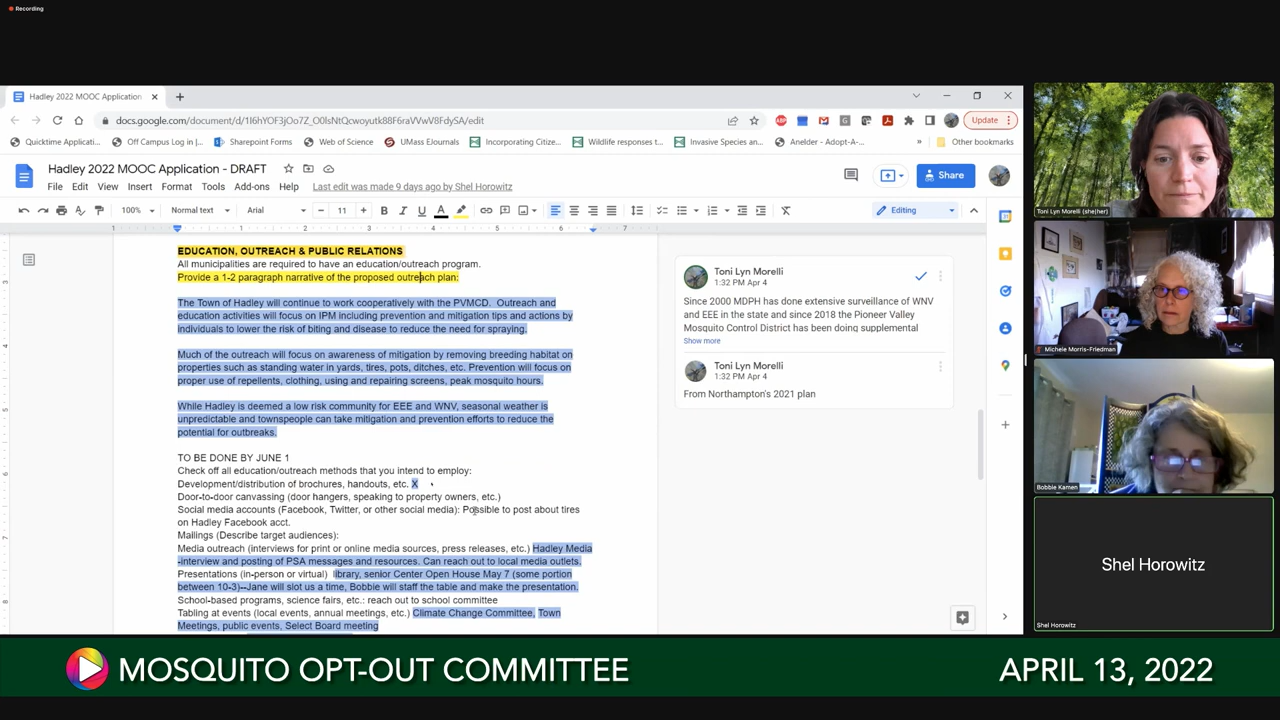 Recording
Hadley 2022 MOOC Application
docs.google.com/document/d/1I6hYOF3jOo7Z_O0lsNtQcwoyutk88F6raVVwV8FdySA/edit
Update
Quicktime Applicati...
Off Campus Log in J...
Sharepoint Forms
Web of Science
UMass Elournals
Incorporating Citize...
Wildlife responses t...
Invasive Species an...
Anelder - Adopt-A-...
»
Other bookmarks
Hadley 2022 MOOC Application - DRAFT
Share
File Edit View Insert Format Tools Add-ons Help Last edit was made 9 days ago by Shel Horowitz
100% Normal text Arial 11 B I U A Editing
1 1 2 3 4 5 6 7
EDUCATION, OUTREACH & PUBLIC RELATIONS
All municipalities are required to have an education/outreach program.
Provide a 1-2 paragraph narrative of the proposed outreach plan:
The Town of Hadley will continue to work cooperatively with the PVMCD. Outreach and
education activities will focus on IPM including prevention and mitigation tips and actions by
individuals to lower the risk of biting and disease to reduce the need for spraying.
Much of the outreach will focus on awareness of mitigation by removing breeding habitat on
properties such as standing water in yards, tires, pots, ditches, etc. Prevention will focus on
proper use of repellents, clothing, using and repairing screens, peak mosquito hours.
While Hadley is deemed a low risk community for EEE and WNV, seasonal weather is
unpredictable and townspeople can take mitigation and prevention efforts to reduce the
potential for outbreaks.
TO BE DONE BY JUNE 1
Check off all education/outreach methods that you intend to employ:
Development/distribution of brochures, handouts, etc. X
Door-to-door canvassing (door hangers, speaking to property owners, etc.)
Social media accounts (Facebook, Twitter, or other social media): Possible to post about tires
on Hadley Facebook acct.
Mailings (Describe target audiences):
Media outreach (interviews for print or online media sources, press releases, etc.) Hadley Media
-interview and posting of PSA messages and resources. Can reach out to local media outlets.
Presentations (in-person or virtual) library, senior Center Open House May 7 (some portion
between 10-3)--Jane will slot us a time, Bobbie will staff the table and make the presentation.
School-based programs, science fairs, etc.: reach out to school committee
Tabling at events (local events, annual meetings, etc.) Climate Change Committee, Town
Meetings, public events, Select Board meeting
3
4
5
6
7
8
Toni Lyn Morelli
1:32 PM Apr 4
Since 2000 MDPH has done extensive surveillance of WNV
and EEE in the state and since 2018 the Pioneer Valley
Mosquito Control District has been doing supplemental
Show more
Toni Lyn Morelli
1:32 PM Apr 4
From Northampton's 2021 plan
Toni Lyn Morelli (she|her)
Michele Morris-Friedman
Bobbie Kamen
Shel Horowitz
Shel Horowitz
MOSQUITO OPT-OUT COMMITTEE
APRIL 13, 2022